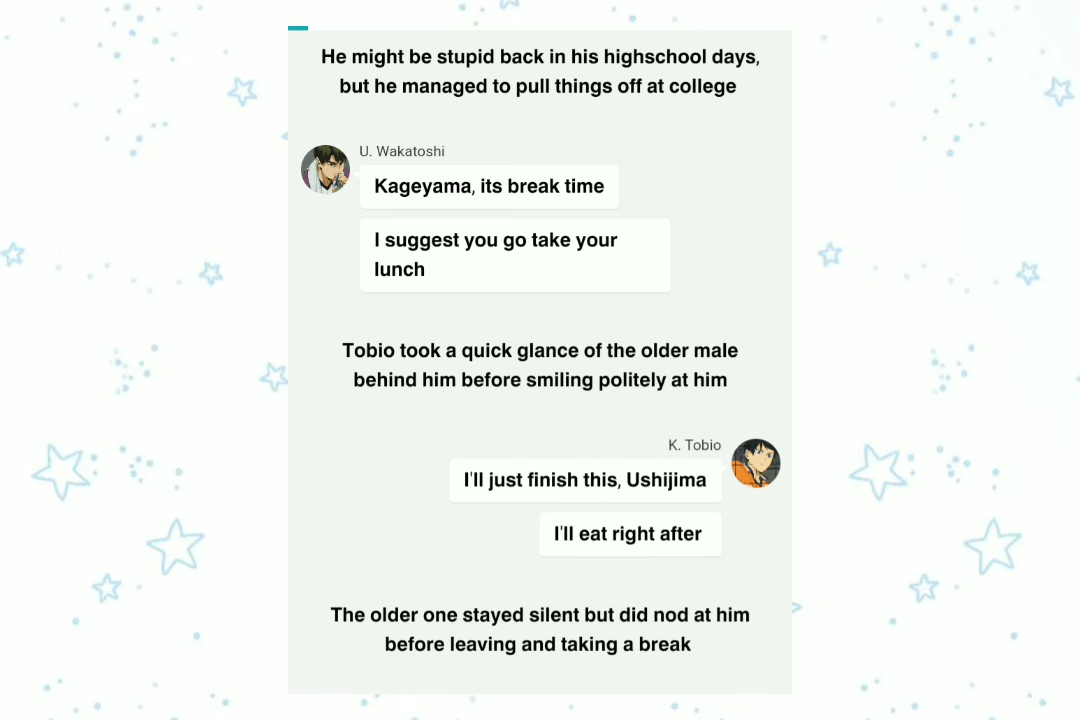 He might be stupid back in his highschool days,
but he managed to pull things off at college
U. Wakatoshi
Kageyama, its break time
I suggest you go take your
lunch
Tobio took a quick glance of the older male
behind him before smiling politely at him
K. Tobio
I'll just finish this, Ushijima
I'll eat right after
The older one stayed silent but did nod at him
before leaving and taking a break